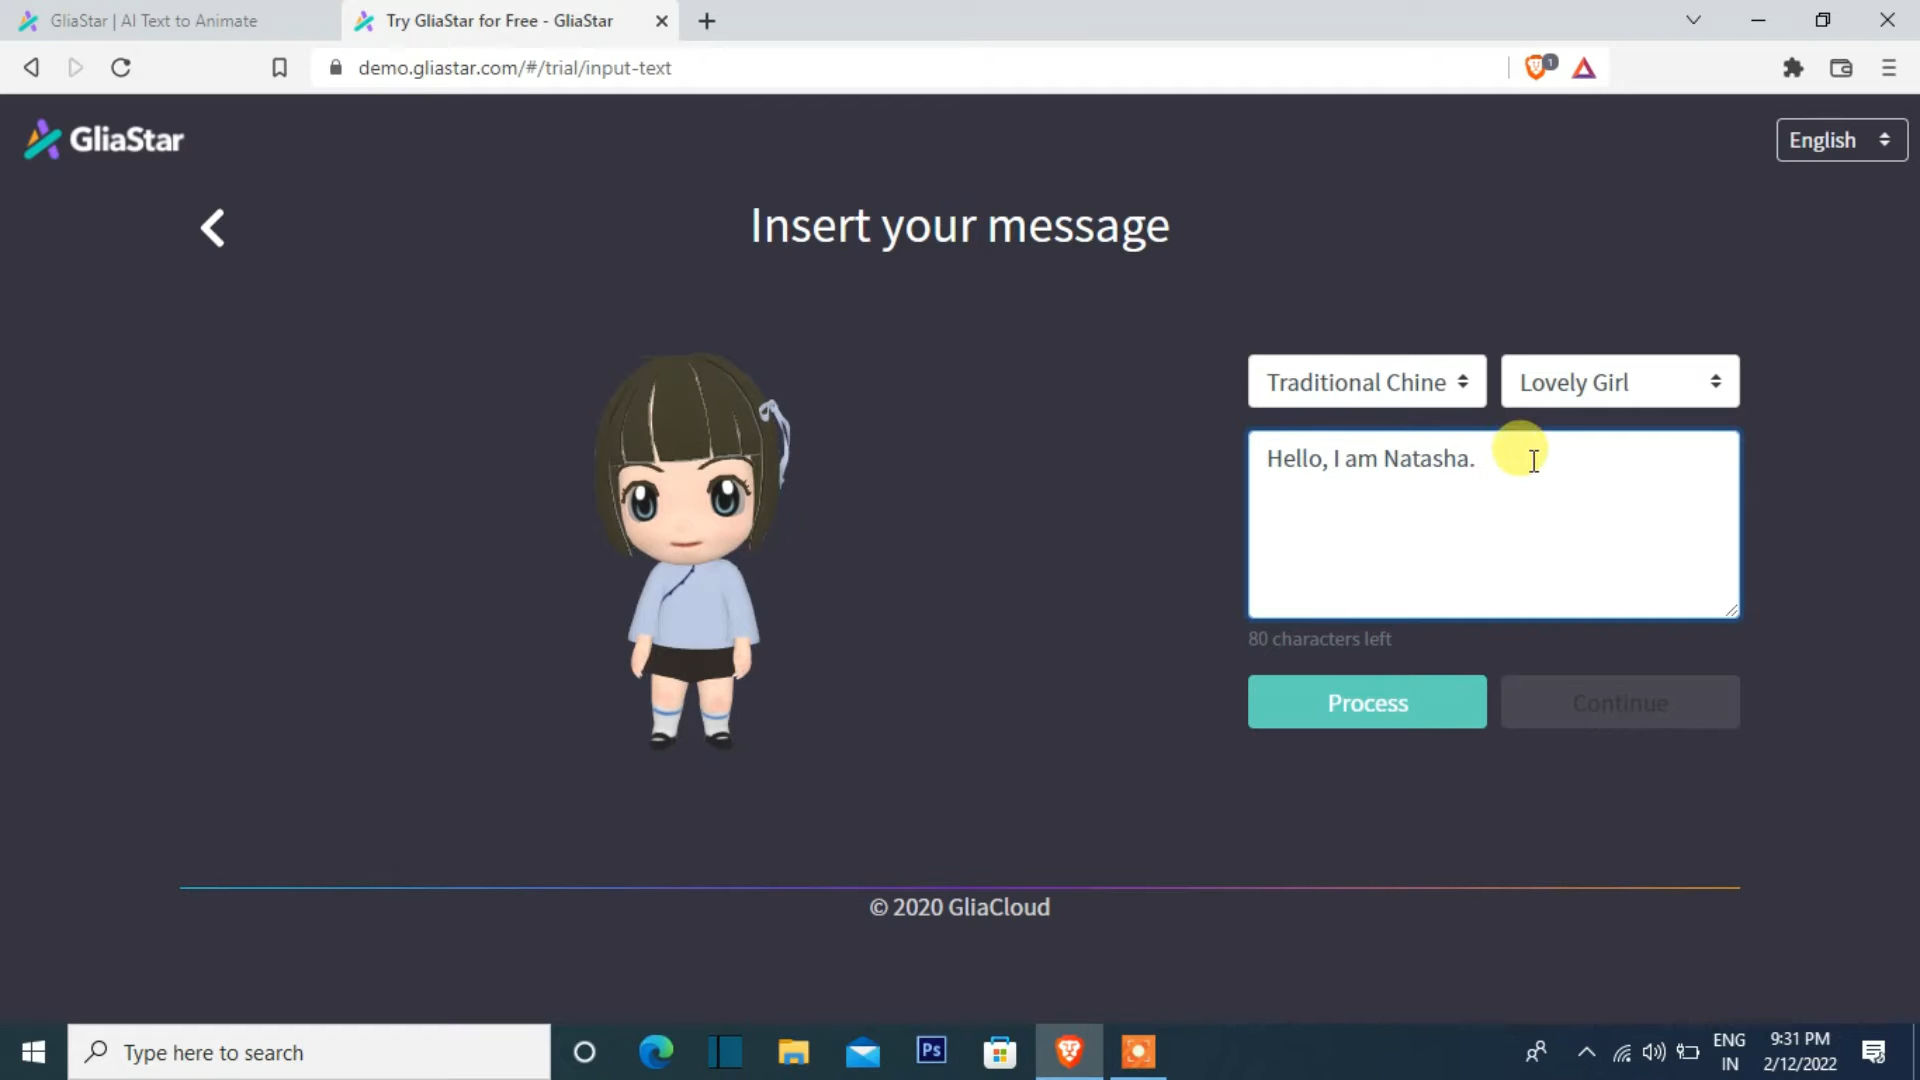 GliaStar | AI Text to Animate
Try GliaStar for Free - GliaStar
demo.gliastar.com/#/trial/input-text
1
GliaStar
English
Insert your message
Traditional Chine
Lovely Girl
Hello, I am Natasha.
80 characters left
Process
Continue
© 2020 GliaCloud
Type here to search
Ps
ENG
IN
9:31 PM
2/12/2022